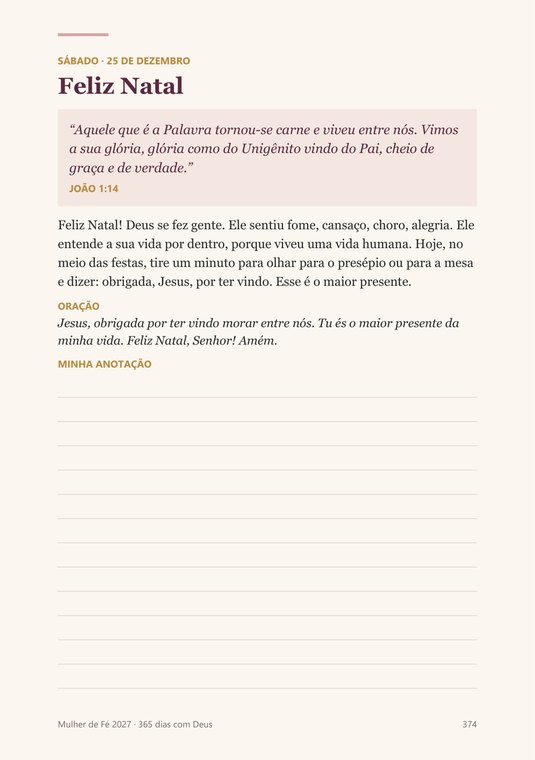 SÁBADO · 25 DE DEZEMBRO
Feliz Natal
“Aquele que é a Palavra tornou-se carne e viveu entre nós. Vimos
a sua glória, glória como do Unigênito vindo do Pai, cheio de
graça e de verdade.”
JOÃO 1:14
Feliz Natal! Deus se fez gente. Ele sentiu fome, cansaço, choro, alegria. Ele
entende a sua vida por dentro, porque viveu uma vida humana. Hoje, no
meio das festas, tire um minuto para olhar para o presépio ou para a mesa
e dizer: obrigada, Jesus, por ter vindo. Esse é o maior presente.
ORAÇÃO
Jesus, obrigada por ter vindo morar entre nós. Tu és o maior presente da
minha vida. Feliz Natal, Senhor! Amém.
MINHA ANOTAÇÃO
Mulher de Fé 2027 · 365 dias com Deus
374